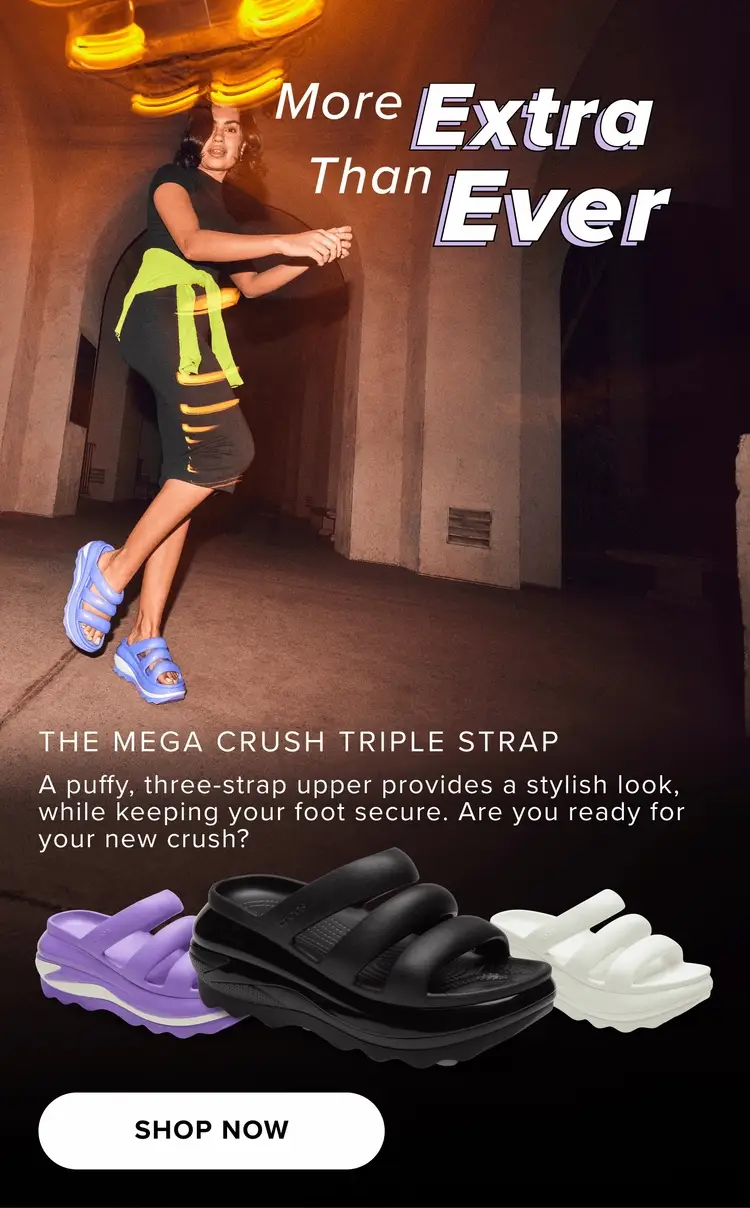 More Extra
Than Ever
THE MEGA CRUSH TRIPLE STRAP
A puffy, three-strap upper provides a stylish look,
while keeping your foot secure. Are you ready for
your new crush?
SHOP NOW